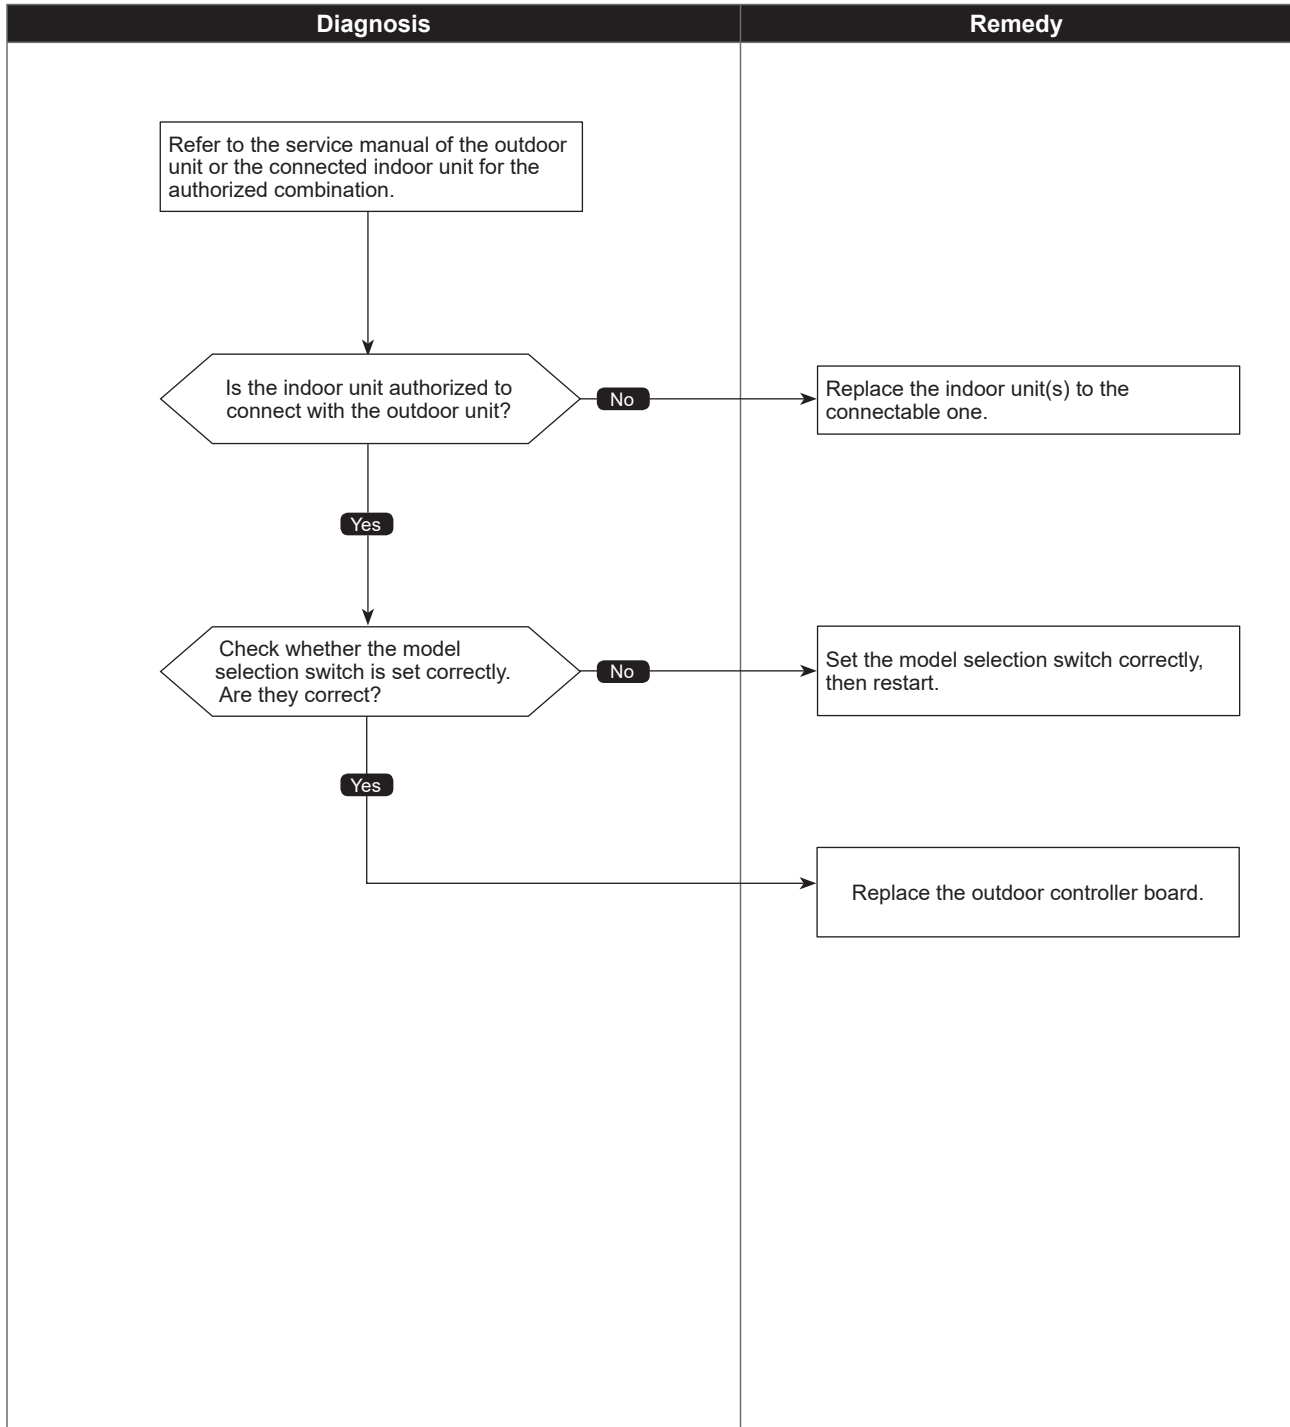 Diagnosis
Remedy
Refer to the service manual of the outdoor
unit or the connected indoor unit for the
authorized combination.
Is the indoor unit authorized to
connect with the outdoor unit?
No
Replace the indoor unit(s) to the
connectable one.
Yes
Check whether the model
selection switch is set correctly.
Are they correct?
No
Set the model selection switch correctly,
then restart.
Yes
Replace the outdoor controller board.